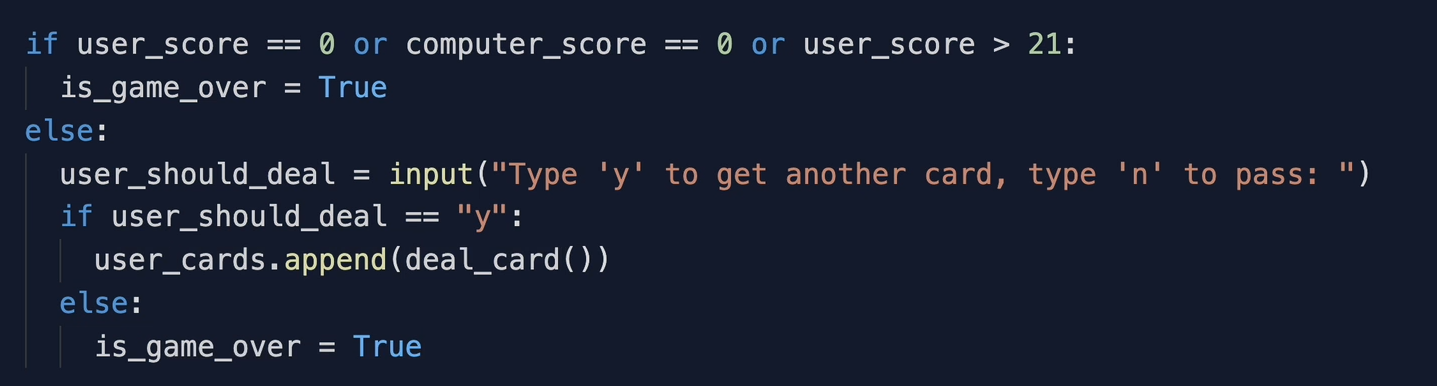 if user_score == 0 or computer_score == 0 or user_score > 21:
  is_game_over = True
else:
  user_should_deal = input("Type 'y' to get another card, type 'n' to pass: ")
  if user_should_deal == "y":
    user_cards.append(deal_card())
  else:
    is_game_over = True